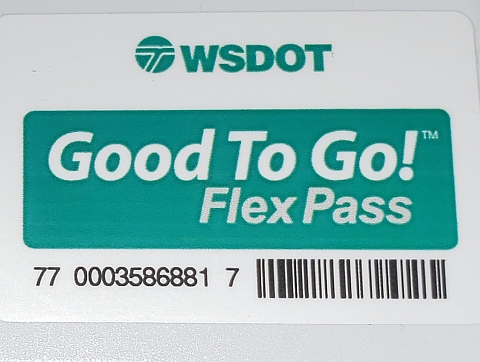 WSDOT
Good To Go!™
Flex Pass
77 0003586881 7